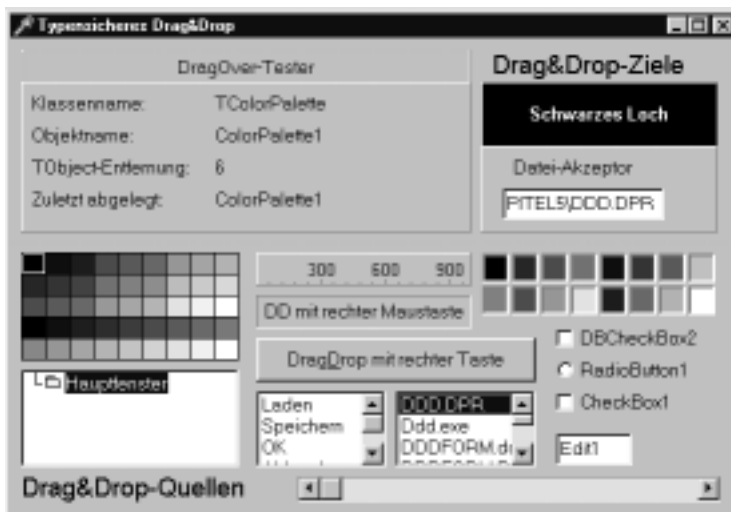 Typensicheres Drag&Drop
DragOver-Tester
Klassenname: TColorPalette
Objektname: ColorPalette1
TObject-Entfernung: 6
Zuletzt abgelegt: ColorPalette1
Drag&Drop-Ziele
Schwarzes Loch
Datei-Akzeptor
PITEL5\DDD.DPR
300 600 900
DD mit rechter Maustaste
DragDrop mit rechter Taste
DBCheckBox2
RadioButton1
CheckBox1
Edit1
Hauptfenster
Laden
Speichern
OK
DDD.DPR
Ddd.exe
Drag&Drop-Quellen